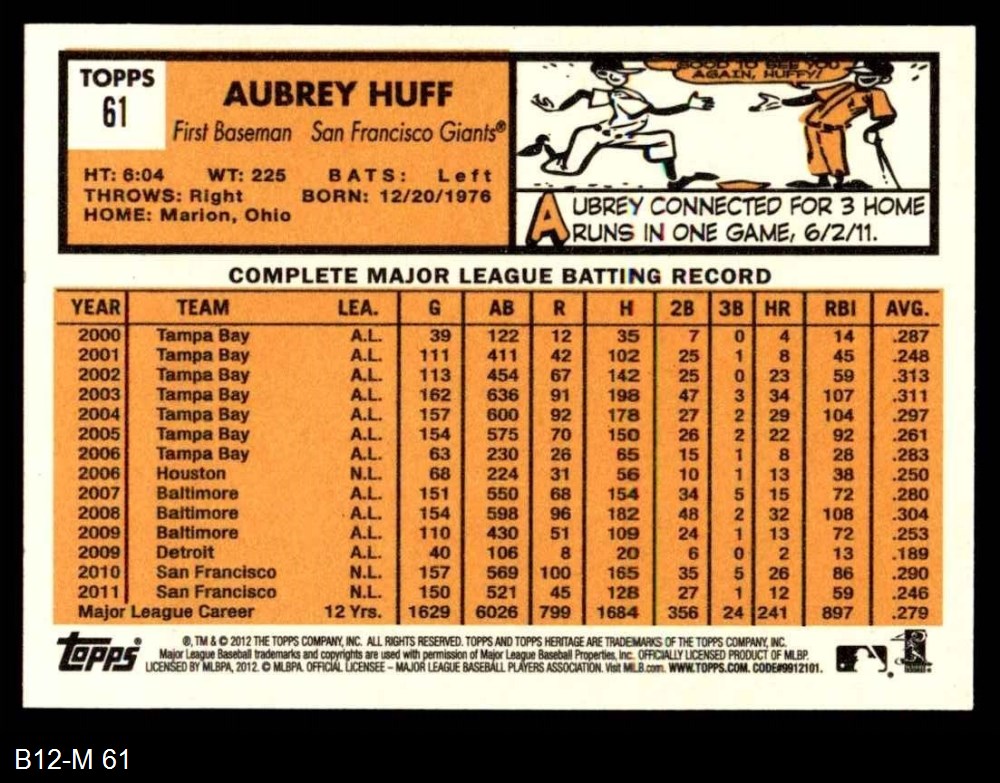 TOPPS
61
AUBREY HUFF
First Baseman San Francisco Giants®
HT: 6:04 WT: 225 BATS: Left
THROWS: Right BORN: 12/20/1976
HOME: Marion, Ohio
GOOD TO SEE YOU
AGAIN, HUFFY!
AUBREY CONNECTED FOR 3 HOME
RUNS IN ONE GAME, 6/2/11.
COMPLETE MAJOR LEAGUE BATTING RECORD
YEAR TEAM LEA. G AB R H 2B 3B HR RBI AVG.
2000 Tampa Bay A.L. 39 122 12 35 7 0 4 14 .287
2001 Tampa Bay A.L. 111 411 42 102 25 1 8 45 .248
2002 Tampa Bay A.L. 113 454 67 142 25 0 23 59 .313
2003 Tampa Bay A.L. 162 636 91 198 47 3 34 107 .311
2004 Tampa Bay A.L. 157 600 92 178 27 2 29 104 .297
2005 Tampa Bay A.L. 154 575 70 150 26 2 22 92 .261
2006 Tampa Bay A.L. 63 230 26 65 15 1 8 28 .283
2006 Houston N.L. 68 224 31 56 10 1 13 38 .250
2007 Baltimore A.L. 151 550 68 154 34 5 15 72 .280
2008 Baltimore A.L. 154 598 96 182 48 2 32 108 .304
2009 Baltimore A.L. 110 430 51 109 24 1 13 72 .253
2009 Detroit A.L. 40 106 8 20 6 0 2 13 .189
2010 San Francisco N.L. 157 569 100 165 35 5 26 86 .290
2011 San Francisco N.L. 150 521 45 128 27 1 12 59 .246
Major League Career 12 Yrs. 1629 6026 799 1684 356 24 241 897 .279
Topps®
®, TM & © 2012 THE TOPPS COMPANY, INC. ALL RIGHTS RESERVED. TOPPS AND TOPPS HERITAGE ARE TRADEMARKS OF THE TOPPS COMPANY, INC.
Major League Baseball trademarks and copyrights are used with permission of Major League Baseball Properties, Inc. OFFICIALLY LICENSED PRODUCT OF MLBP.
LICENSED BY MLBPA, 2012. © MLBPA. OFFICIAL LICENSEE – MAJOR LEAGUE BASEBALL PLAYERS ASSOCIATION. Visit MLB.com. WWW.TOPPS.COM. CODE#9912101.
B12-M 61